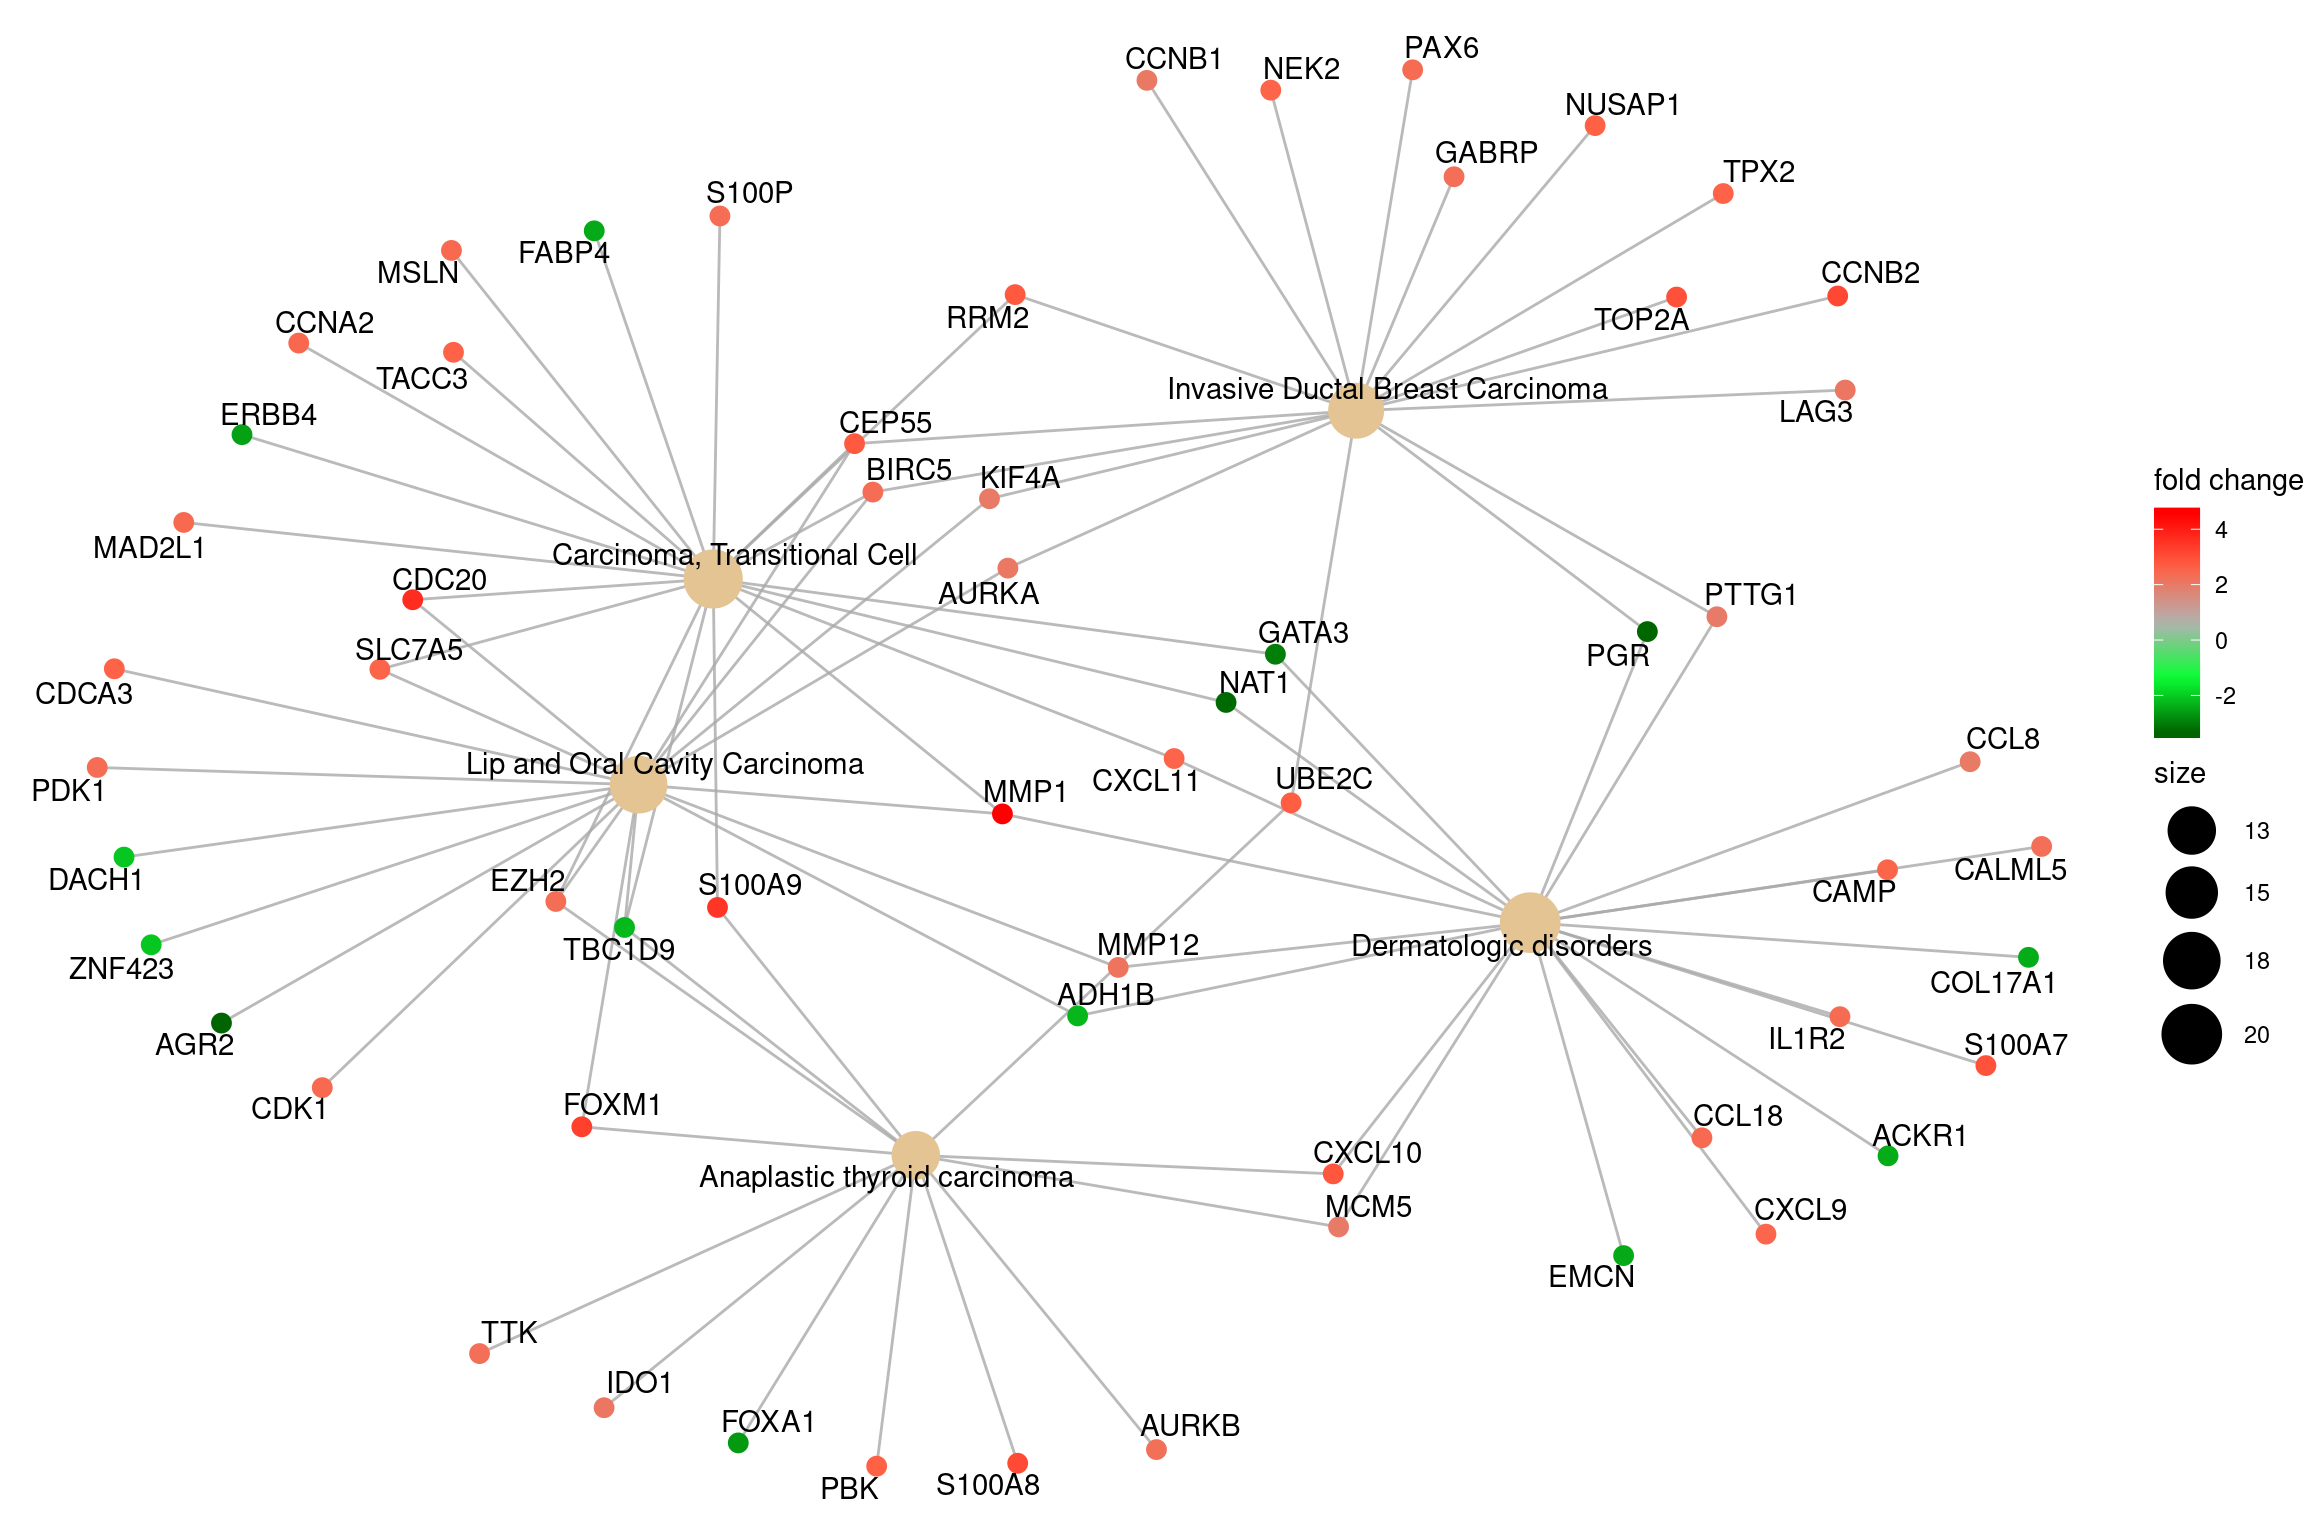 PAX6
CCNB1
NEK2
NUSAP1
GABRP
TPX2
S100P
FABP4
MSLN
CCNB2
RRM2
TOP2A
CCNA2
TACC3
Invasive Ductal Breast Carcinoma
LAG3
ERBB4
CEP55
BIRC5
KIF4A
fold change
4
MAD2L1
Carcinoma, Transitional Cell
CDC20
2
AURKA
PTTG1
GATA3
0
SLC7A5
PGR
NAT1
CDCA3
-2
CCL8
Lip and Oral Cavity Carcinoma
size
CXCL11
UBE2C
PDK1
MMP1
13
CALML5
DACH1
EZH2
S100A9
CAMP
15
MMP12
Dermatologic disorders
TBC1D9
18
ZNF423
COL17A1
ADH1B
20
IL1R2
S100A7
AGR2
FOXM1
CDK1
CCL18
ACKR1
CXCL10
Anaplastic thyroid carcinoma
MCM5
CXCL9
EMCN
TTK
IDO1
FOXA1
AURKB
S100A8
PBK